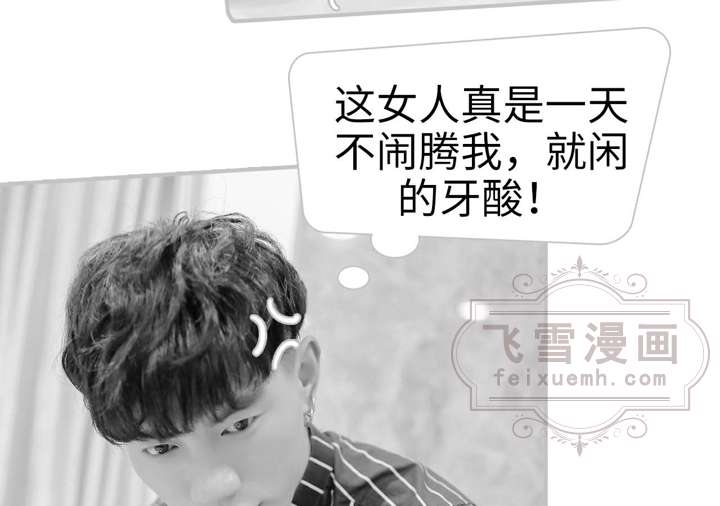 这女人真是一天
不闹腾我，就闲
的牙酸！
飞雪漫画
feixuemh.com